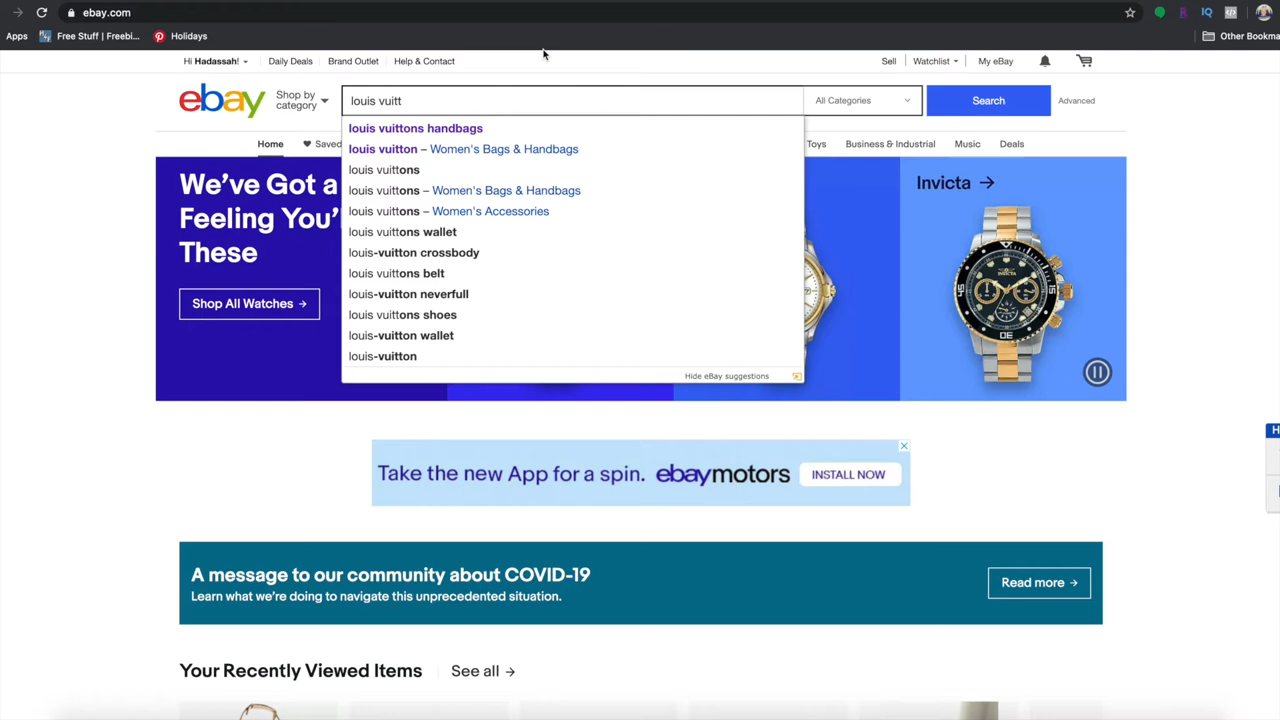 ebay.com
Apps Free Stuff | Freebi... Holidays Other Bookma
Hi Hadassah! Daily Deals Brand Outlet Help & Contact Sell Watchlist My eBay
ebay Shop by category louis vuitt All Categories Search Advanced
louis vuittons handbags
Home Saved louis vuitton – Women's Bags & Handbags Toys Business & Industrial Music Deals
louis vuittons
louis vuittons – Women's Bags & Handbags
louis vuittons – Women's Accessories
louis vuittons wallet
louis-vuitton crossbody
louis vuittons belt
louis-vuitton neverfull
louis vuittons shoes
louis-vuitton wallet
louis-vuitton
Hide eBay suggestions
We've Got a
Feeling You'
These
Shop All Watches →
Invicta →
Take the new App for a spin. ebaymotors INSTALL NOW
A message to our community about COVID-19
Learn what we're doing to navigate this unprecedented situation.
Read more →
Your Recently Viewed Items See all →